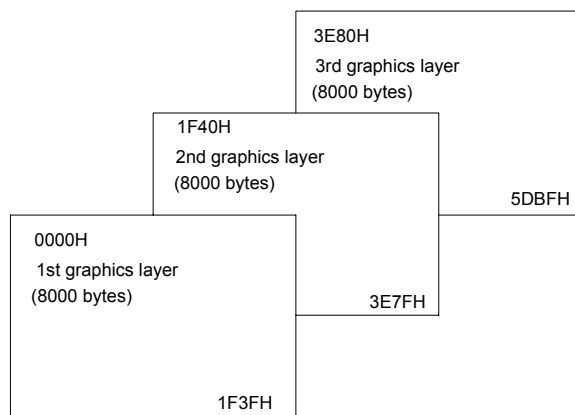 3E80H
3rd graphics layer
(8000 bytes)
1F40H
2nd graphics layer
(8000 bytes)
5DBFH
0000H
1st graphics layer
(8000 bytes)
3E7FH
1F3FH